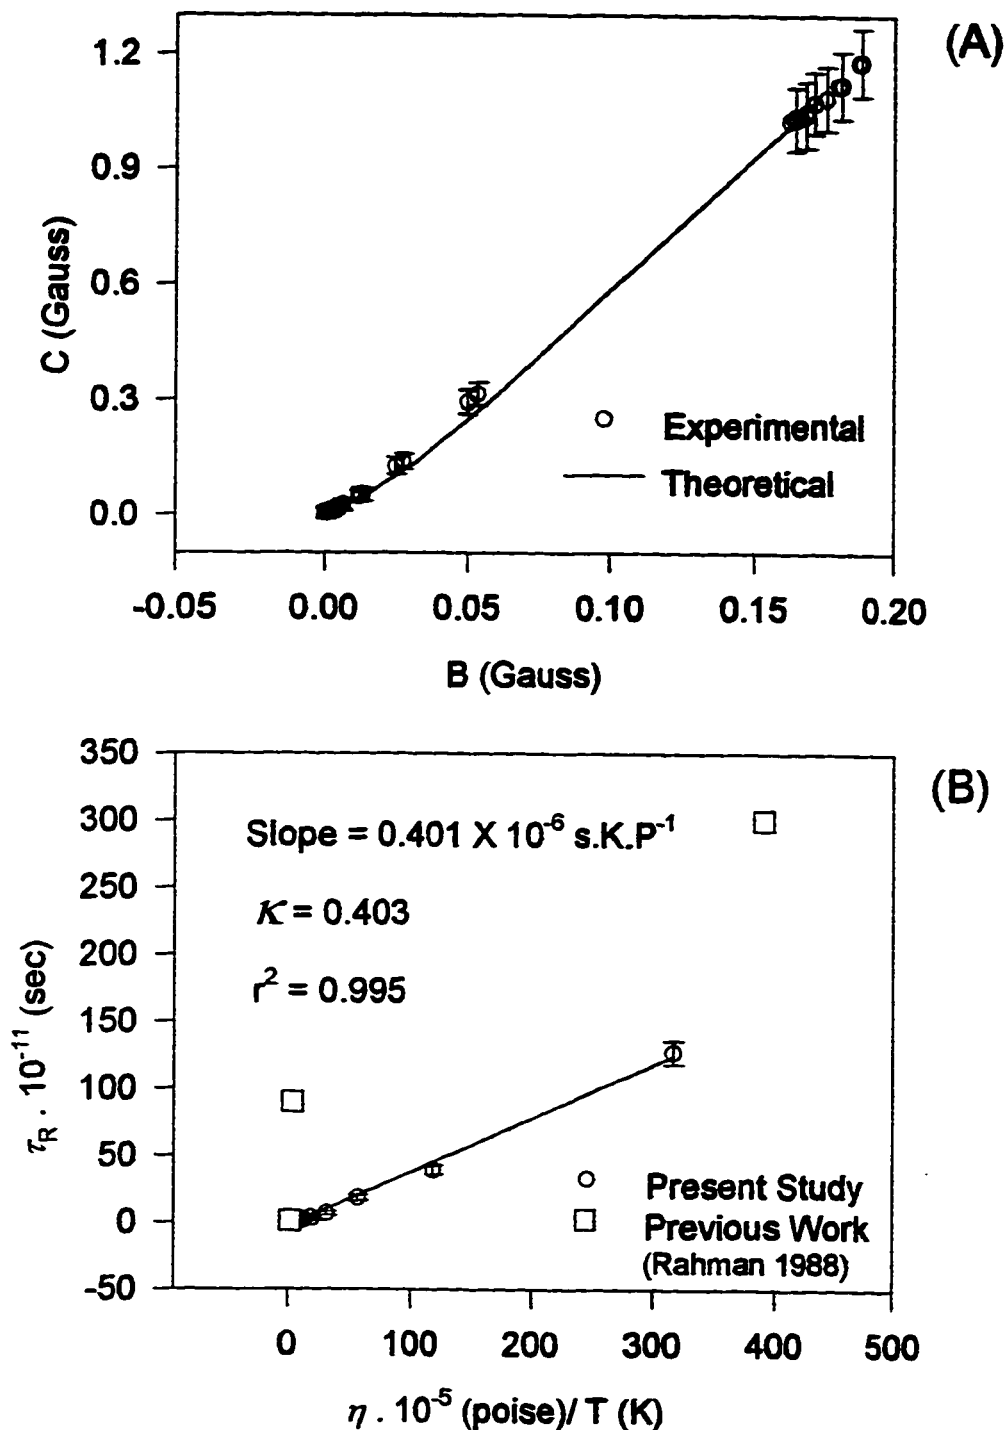 (A)
1.2
0.9
0.6
0.3
0.0
C (Gauss)
Experimental
Theoretical
-0.05 0.00 0.05 0.10 0.15 0.20
B (Gauss)
(B)
350
300
250
200
150
100
50
0
-50
τR . 10⁻¹¹ (sec)
Slope = 0.401 X 10⁻⁶ s.K.P⁻¹
K = 0.403
r² = 0.995
Present Study
Previous Work
(Rahman 1988)
0 100 200 300 400 500
η . 10⁻⁵ (poise)/ T (K)